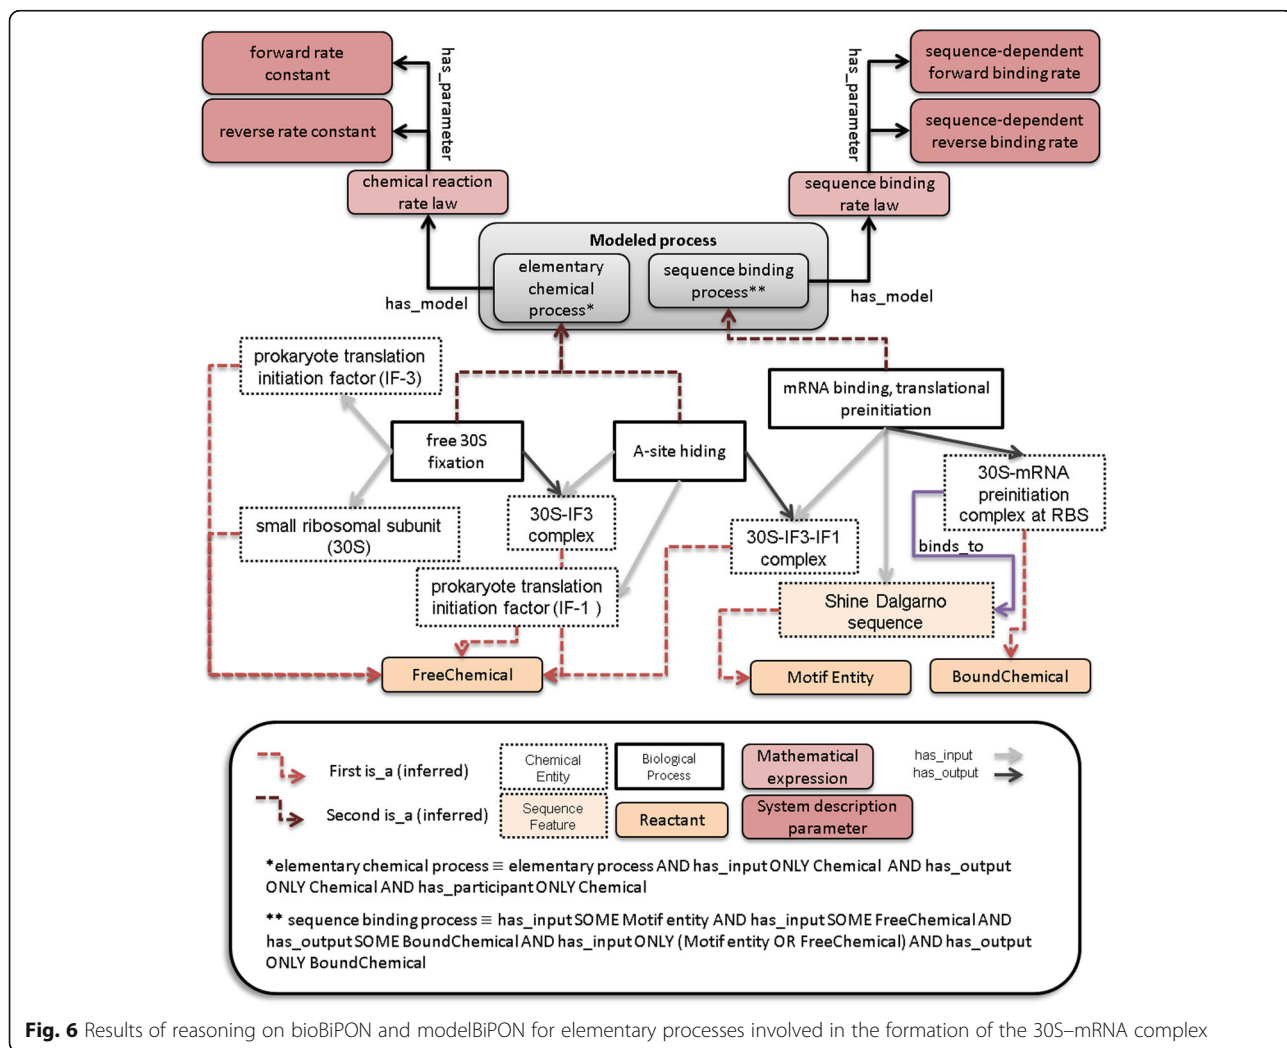 forward rate
constant
reverse rate constant
has_parameter
chemical reaction
rate law
has_parameter
sequence-dependent
forward binding rate
sequence-dependent
reverse binding rate
sequence binding
rate law
Modeled process
elementary
chemical
process*
sequence binding
process**
has_model
has_model
prokaryote translation
initiation factor (IF-3)
mRNA binding, translational
preinitiation
free 30S
fixation
A-site hiding
30S-mRNA
preinitiation
complex at RBS
small ribosomal subunit
(30S)
30S-IF3
complex
30S-IF3-IF1
complex
binds_to
prokaryote translation
initiation factor (IF-1 )
Shine Dalgarno
sequence
FreeChemical
Motif Entity
BoundChemical
First is_a (inferred)
Second is_a (inferred)
Chemical
Entity
Biological
Process
Mathematical
expression
has_input
has_output
Sequence
Feature
Reactant
System description
parameter
*elementary chemical process ≡ elementary process AND has_input ONLY Chemical AND has_output
ONLY Chemical AND has_participant ONLY Chemical
** sequence binding process ≡ has_input SOME Motif entity AND has_input SOME FreeChemical AND
has_output SOME BoundChemical AND has_input ONLY (Motif entity OR FreeChemical) AND has_output
ONLY BoundChemical
Fig. 6 Results of reasoning on bioBiPON and modelBiPON for elementary processes involved in the formation of the 30S–mRNA complex